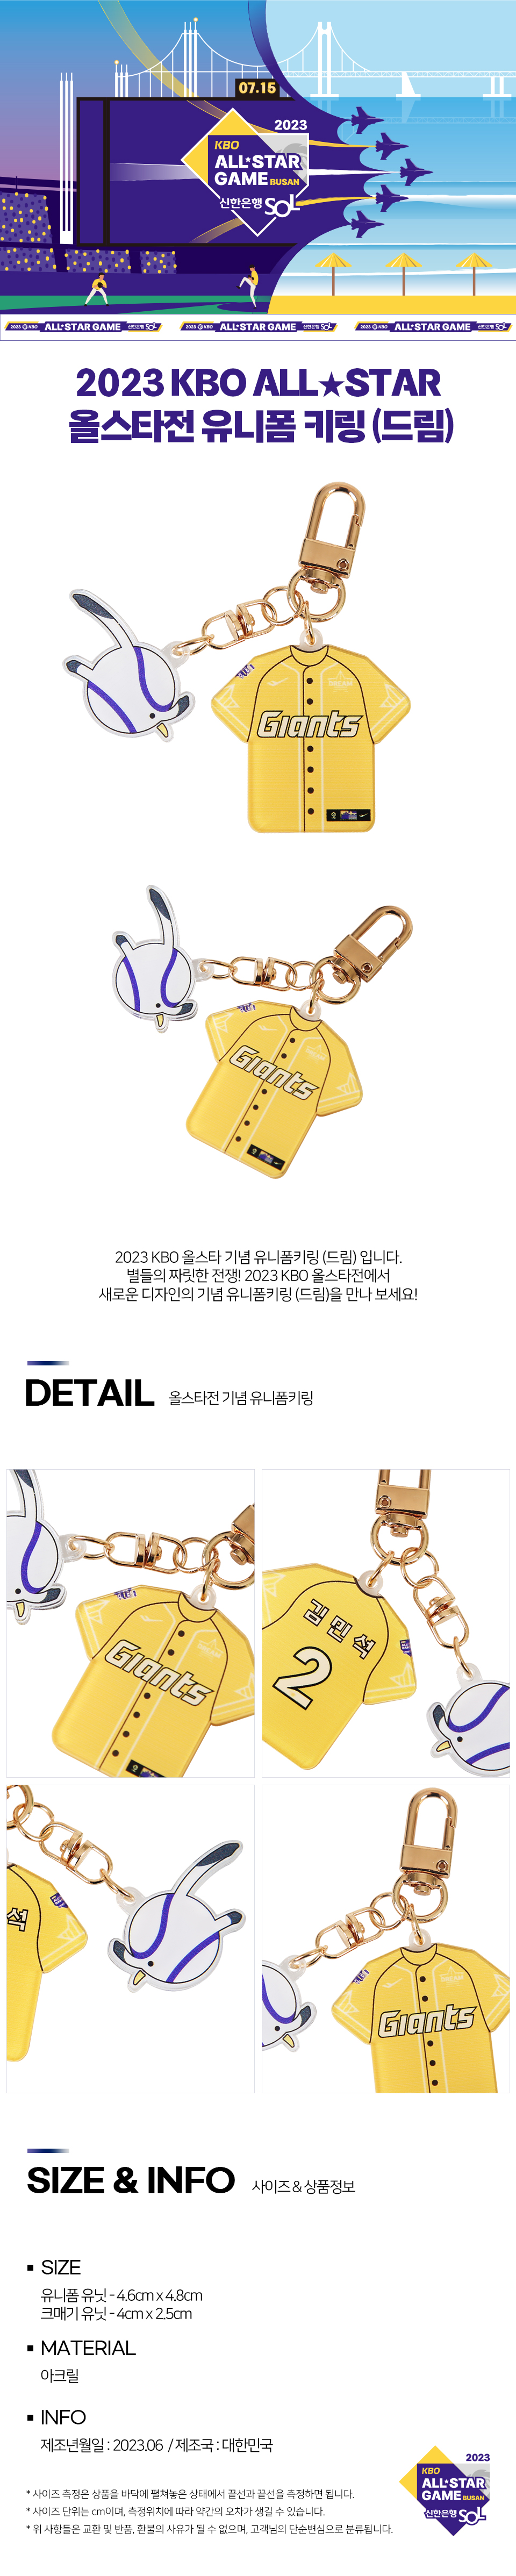 07.15
2023
KBO
ALL★STAR
GAME BUSAN
신한은행 SOL
2023 KBO ALL★STAR GAME 신한은행 SOL
2023 KBO ALL★STAR GAME 신한은행 SOL
2023 KBO ALL★STAR GAME 신한은행 SOL
2023 KBO ALL★STAR
올스타전 유니폼 키링 (드림)
Giants
Giants
2023 KBO 올스타 기념 유니폼키링 (드림) 입니다.
별들의 짜릿한 전쟁! 2023 KBO 올스타전에서
새로운 디자인의 기념 유니폼키링 (드림)을 만나 보세요!
DETAIL 올스타전 기념 유니폼키링
Giants
김민석
2
석
Giants
SIZE & INFO 사이즈 & 상품정보
SIZE
유니폼 유닛 - 4.6cm x 4.8cm
크매기 유닛 - 4cm x 2.5cm
MATERIAL
아크릴
INFO
제조년월일 : 2023.06 / 제조국 : 대한민국
* 사이즈 측정은 상품을 바닥에 펼쳐놓은 상태에서 끝선과 끝선을 측정하면 됩니다.
* 사이즈 단위는 cm이며, 측정위치에 따라 약간의 오차가 생길 수 있습니다.
* 위 사항들은 교환 및 반품, 환불의 사유가 될 수 없으며, 고객님의 단순변심으로 분류됩니다.
2023
KBO
ALL★STAR
GAME BUSAN
신한은행 SOL